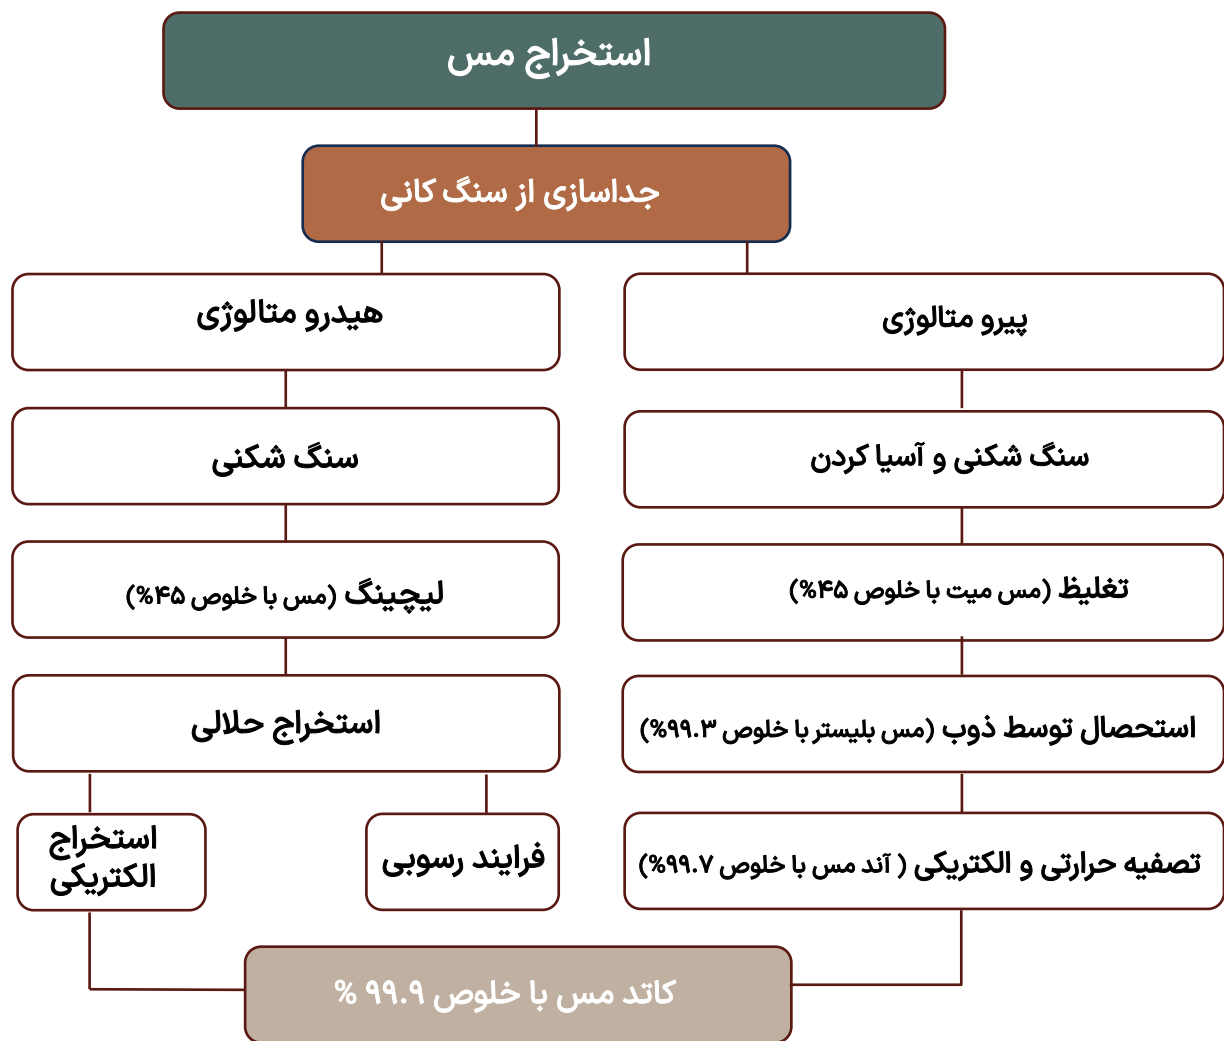 استخراج مس
جداسازی از سنگ کانی
پیرو متالوژی
سنگ شکنی و آسیا کردن
تغلیظ (مس میت با خلوص ۴۵%)
استحصال توسط ذوب (مس بلیستر با خلوص ۹۹.۳%)
تصفیه حرارتی و الکتریکی ( آند مس با خلوص ۹۹.۷%)
هیدرو متالوژی
سنگ شکنی
لیچینگ (مس با خلوص ۴۵%)
استخراج حلالی
فرایند رسوبی
استخراج
الکتریکی
کاتد مس با خلوص ۹۹.۹ %